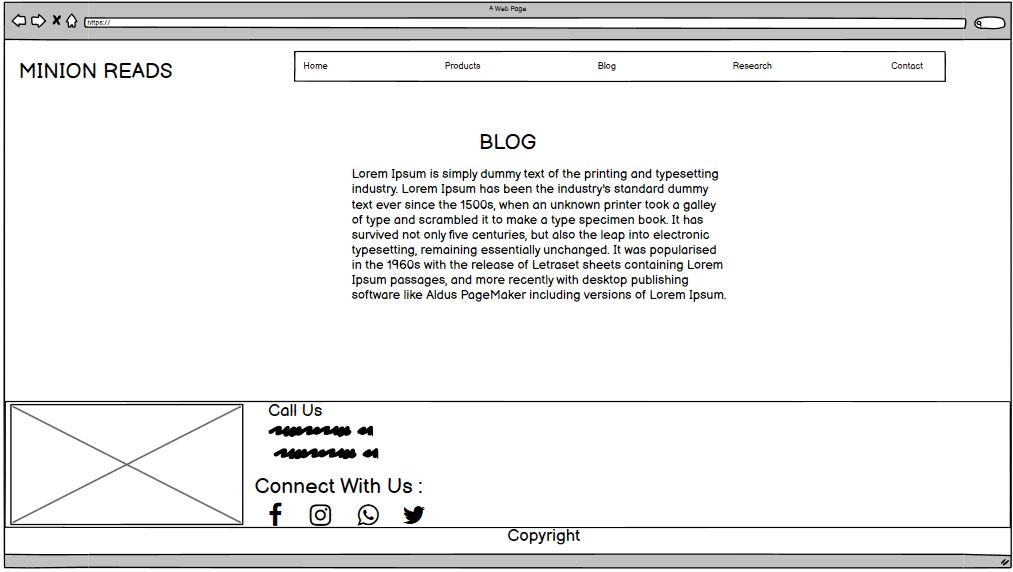 A Web Page
https://
MINION READS
Home Products Blog Research Contact
BLOG
Lorem Ipsum is simply dummy text of the printing and typesetting
industry. Lorem Ipsum has been the industry's standard dummy
text ever since the 1500s, when an unknown printer took a galley
of type and scrambled it to make a type specimen book. It has
survived not only five centuries, but also the leap into electronic
typesetting, remaining essentially unchanged. It was popularised
in the 1960s with the release of Letraset sheets containing Lorem
Ipsum passages, and more recently with desktop publishing
software like Aldus PageMaker including versions of Lorem Ipsum.
Call Us
Connect With Us :
Copyright